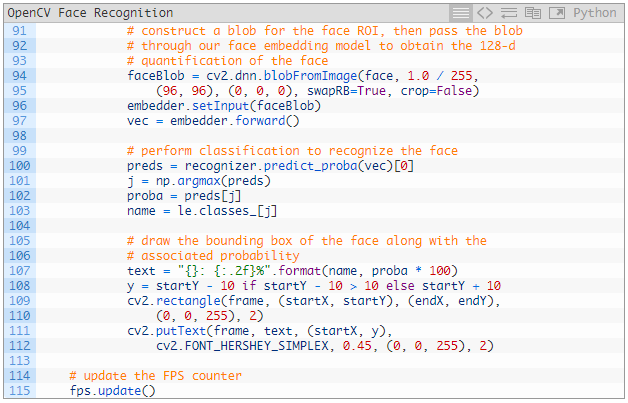 OpenCV Face Recognition
Python
91 # construct a blob for the face ROI, then pass the blob
92 # through our face embedding model to obtain the 128-d
93 # quantification of the face
94 faceBlob = cv2.dnn.blobFromImage(face, 1.0 / 255,
95     (96, 96), (0, 0, 0), swapRB=True, crop=False)
96 embedder.setInput(faceBlob)
97 vec = embedder.forward()
98
99 # perform classification to recognize the face
100 preds = recognizer.predict_proba(vec)[0]
101 j = np.argmax(preds)
102 proba = preds[j]
103 name = le.classes_[j]
104
105 # draw the bounding box of the face along with the
106 # associated probability
107 text = "{}: {:.2f}%".format(name, proba * 100)
108 y = startY - 10 if startY - 10 > 10 else startY + 10
109 cv2.rectangle(frame, (startX, startY), (endX, endY),
110     (0, 0, 255), 2)
111 cv2.putText(frame, text, (startX, y),
112     cv2.FONT_HERSHEY_SIMPLEX, 0.45, (0, 0, 255), 2)
113
114 # update the FPS counter
115 fps.update()